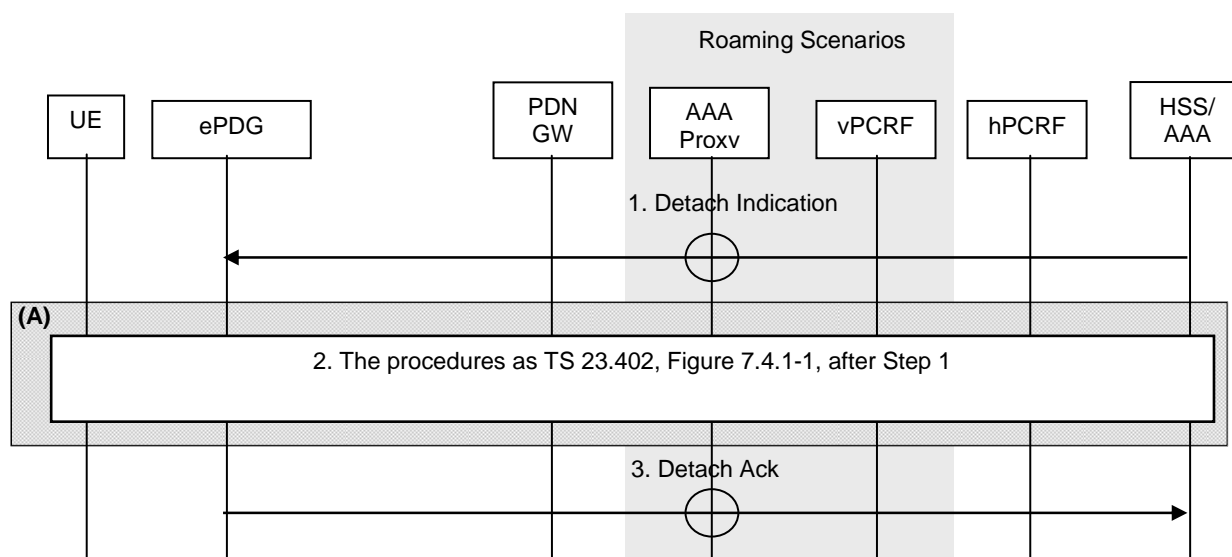 Roaming Scenarios
UE
ePDG
PDN
GW
AAA
Proxv
vPCRF
hPCRF
HSS/
AAA
1. Detach Indication
(A)
2. The procedures as TS 23.402, Figure 7.4.1-1, after Step 1
3. Detach Ack